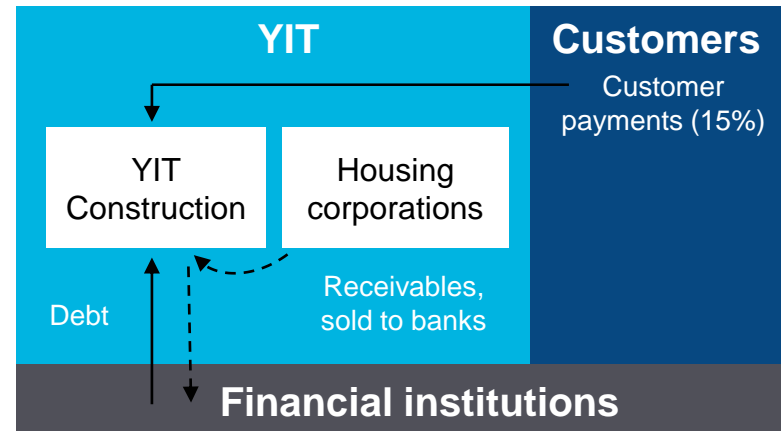 YIT
Customers
Customer
payments (15%)
YIT
Construction
Housing
corporations
Debt
Receivables,
sold to banks
Financial institutions